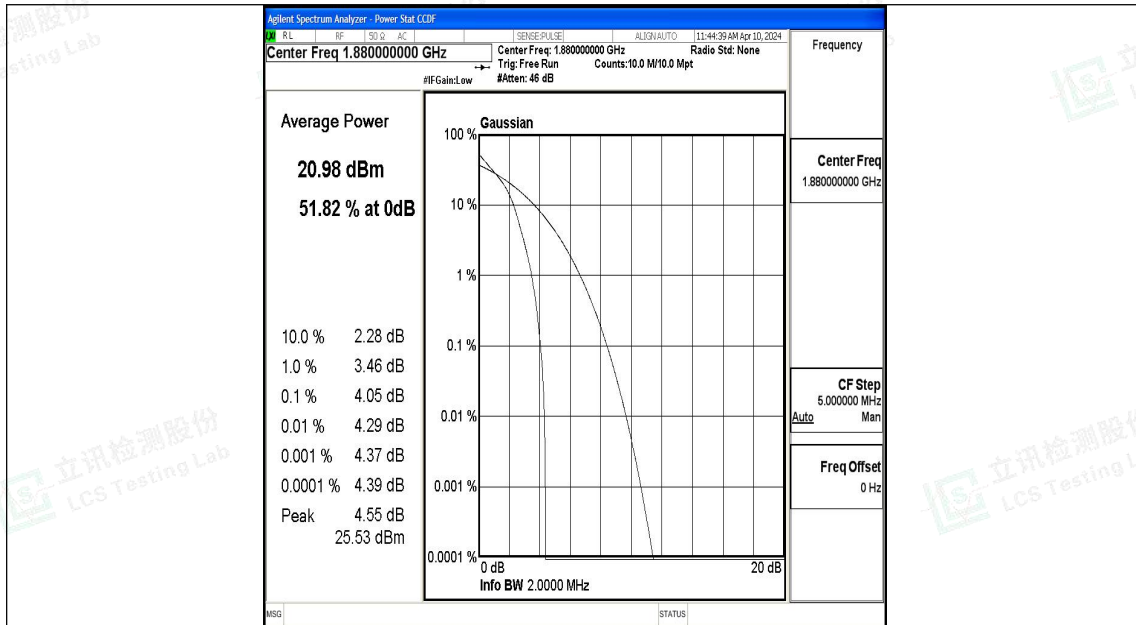 Agilent Spectrum Analyzer - Power Stat CCDF
RL RF 50 Ω AC SENSE:PULSE ALIGN AUTO 11:44:39 AM Apr 10, 2024
Center Freq 1.880000000 GHz
Center Freq: 1.880000000 GHz Radio Std: None
Trig: Free Run Counts:10.0 M/10.0 Mpt
#IFGain:Low #Atten: 46 dB
Frequency
Average Power
20.98 dBm
51.82 % at 0dB
10.0 % 2.28 dB
1.0 % 3.46 dB
0.1 % 4.05 dB
0.01 % 4.29 dB
0.001 % 4.37 dB
0.0001 % 4.39 dB
Peak 4.55 dB
25.53 dBm
Gaussian
100 %
10 %
1 %
0.1 %
0.01 %
0.001 %
0.0001 %
0 dB 20 dB
Info BW 2.0000 MHz
Center Freq
1.880000000 GHz
CF Step
5.000000 MHz
Auto Man
Freq Offset
0 Hz
MSG STATUS
立讯检测股份
LCS Testing Lab
立讯检测股份
LCS Testing L